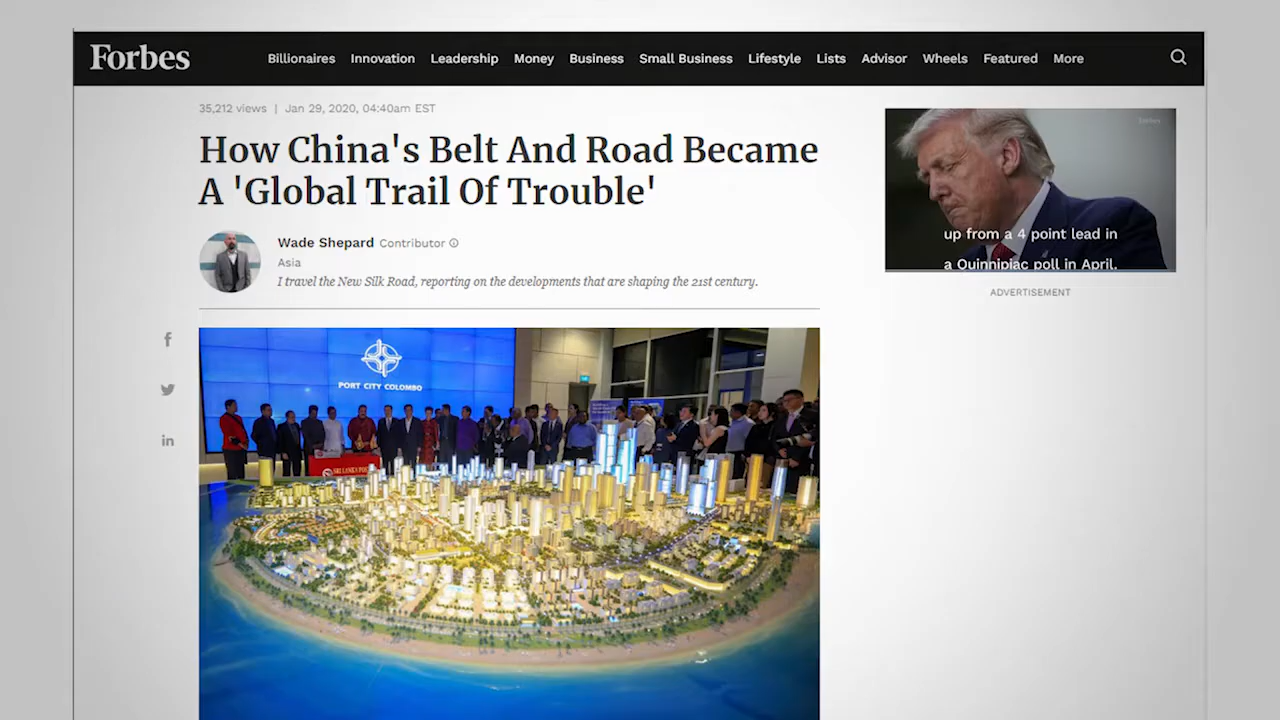 Forbes
Billionaires Innovation Leadership Money Business Small Business Lifestyle Lists Advisor Wheels Featured More
35,212 views | Jan 29, 2020, 04:40am EST
How China's Belt And Road Became
A 'Global Trail Of Trouble'
Wade Shepard Contributor
Asia
I travel the New Silk Road, reporting on the developments that are shaping the 21st century.
Forbes
up from a 4 point lead in
a Quinnipiac poll in April.
ADVERTISEMENT
PORT CITY COLOMBO
SRI LANKA